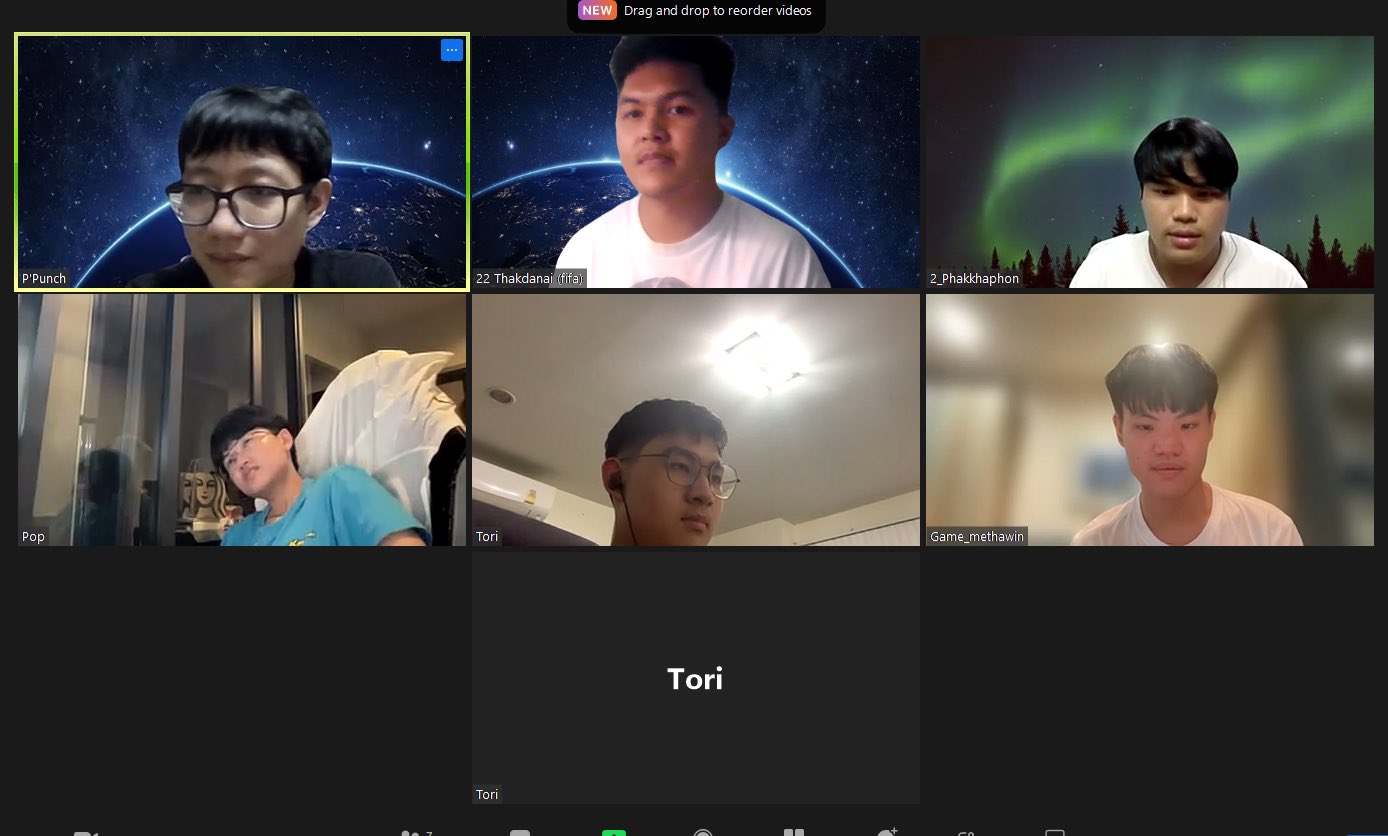 NEW Drag and drop to reorder videos
P'Punch
22 Thakdanai (fifa)
2_Phakkhaphon
Pop
Tori
Game_methawin
Tori
Tori